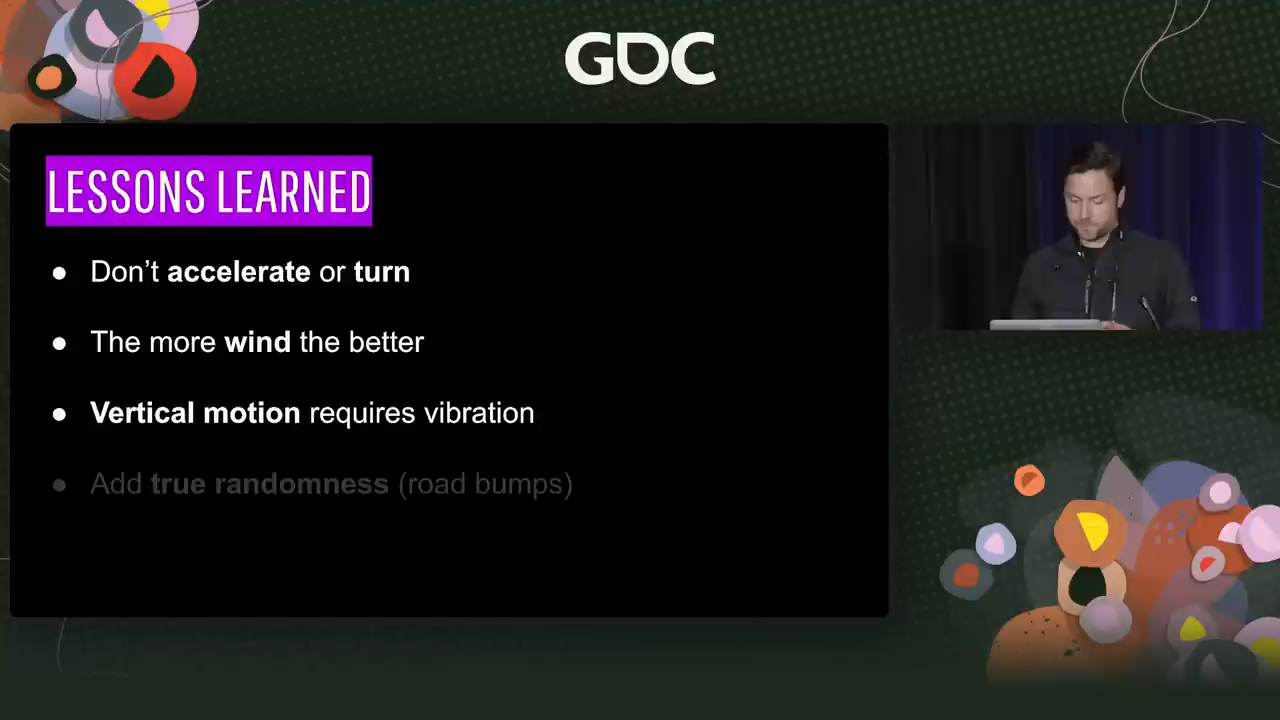 GDC
LESSONS LEARNED
● Don’t accelerate or turn
● The more wind the better
● Vertical motion requires vibration
● Add true randomness (road bumps)